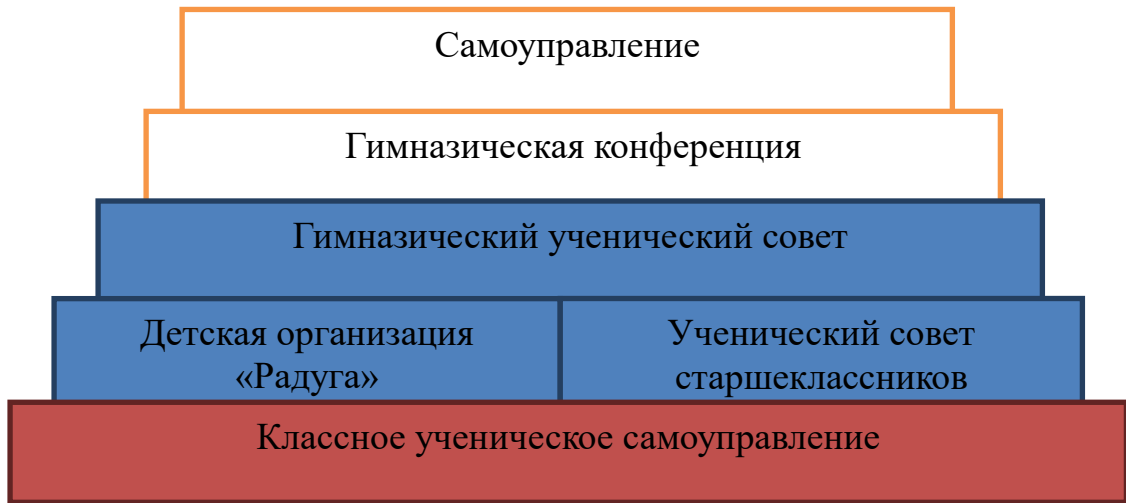 Самоуправление
Гимназическая конференция
Гимназический ученический совет
Детская организация
«Радуга»
Ученический совет
старшеклассников
Классное ученическое самоуправление